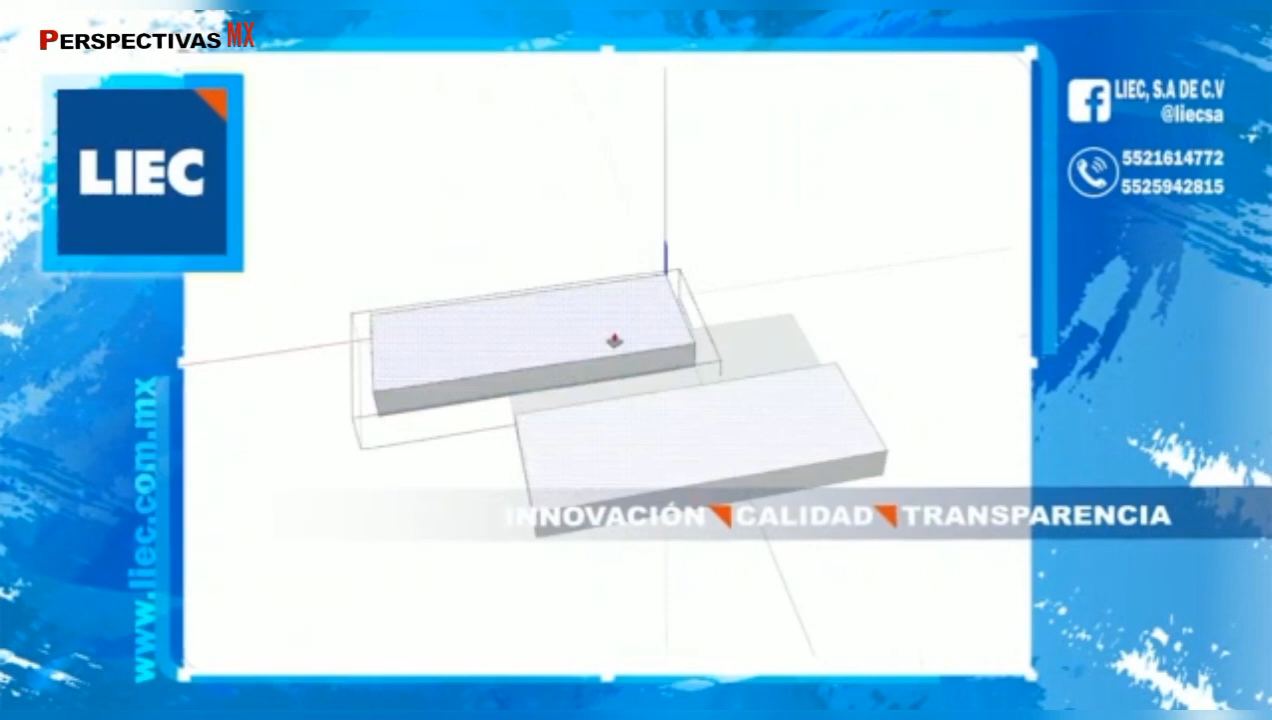 PERSPECTIVAS MX
LIEC
LIEC, S.A DE C.V
@liecsa
5521614772
5525942815
www.liec.com.mx
INNOVACIÓN CALIDAD TRANSPARENCIA